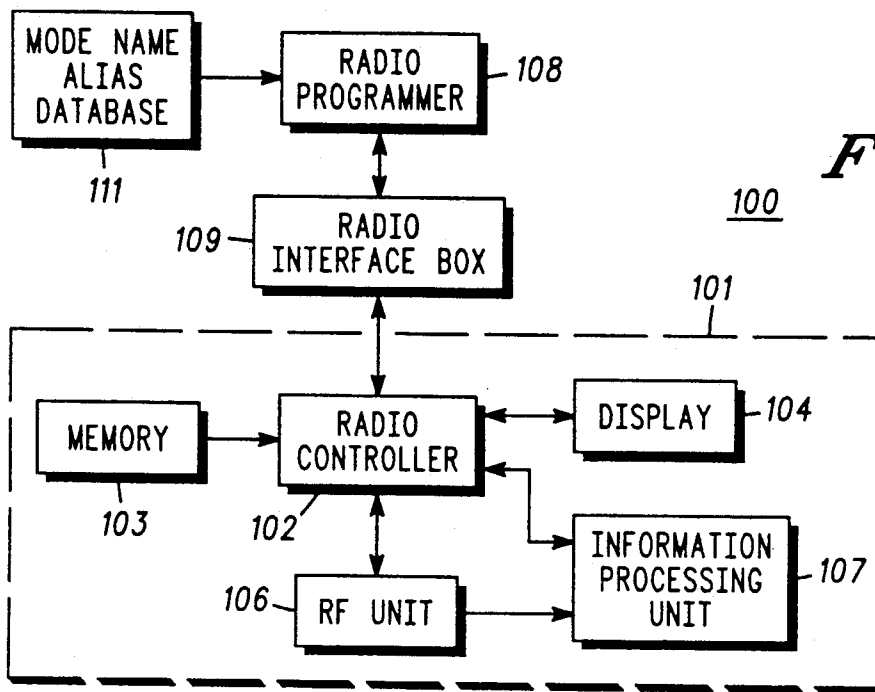 MODE NAME
ALIAS
DATABASE
111
RADIO
PROGRAMMER
108
F
100
109
RADIO
INTERFACE BOX
101
MEMORY
103
RADIO
CONTROLLER
102
DISPLAY
104
106
RF UNIT
INFORMATION
PROCESSING
UNIT
107